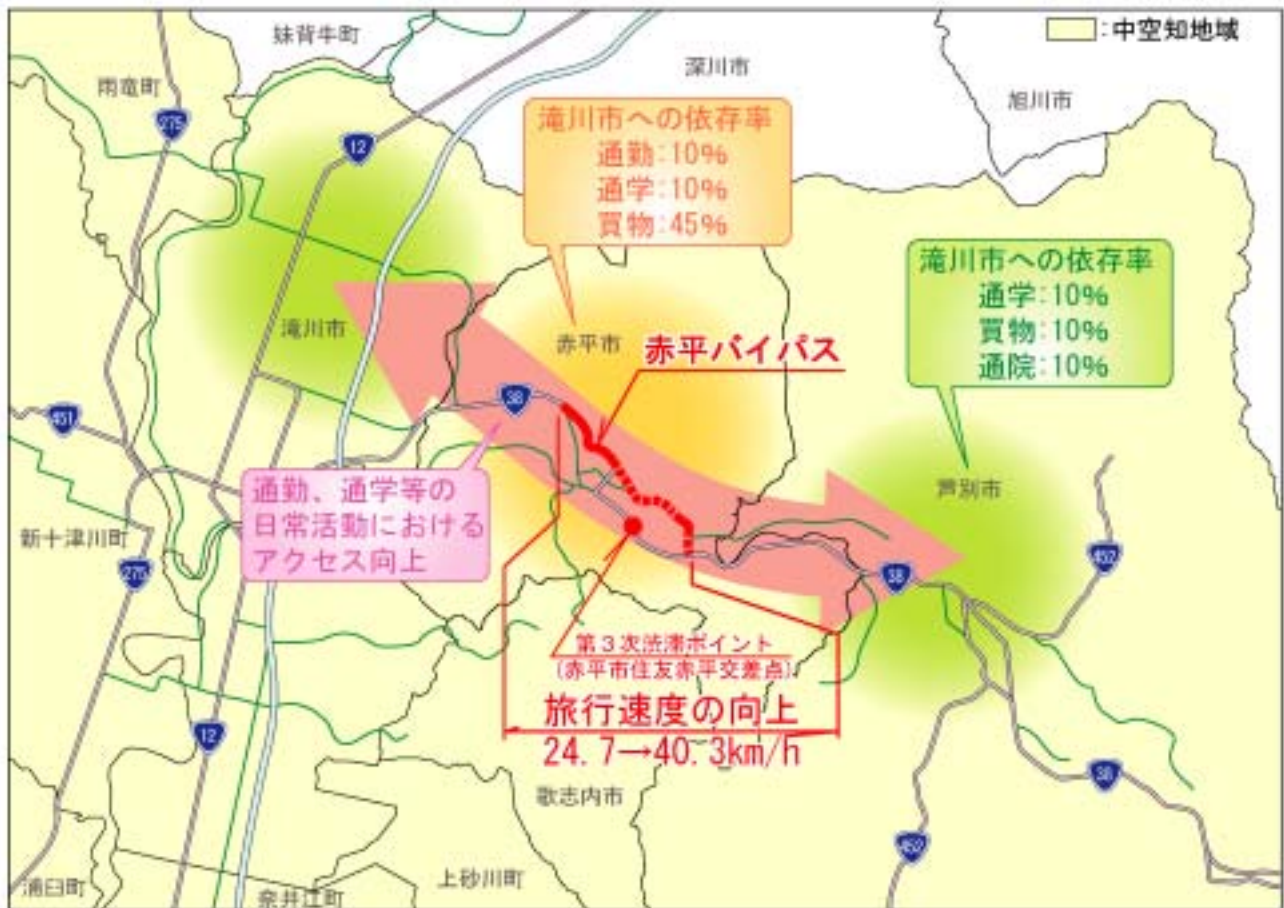 :中空知地域
妹背牛町
深川市
雨竜町
旭川市
275
12
滝川市への依存率
通勤:10%
通学:10%
買物:45%
滝川市への依存率
通学:10%
買物:10%
通院:10%
滝川市
赤平市
赤平バイパス
38
451
芦別市
通勤、通学等の
日常活動における
アクセス向上
新十津川町
275
452
38
第3次渋滞ポイント
(赤平市住友赤平交差点)
旅行速度の向上
24.7→40.3km/h
12
38
歌志内市
452
上砂川町
浦臼町
奈井江町